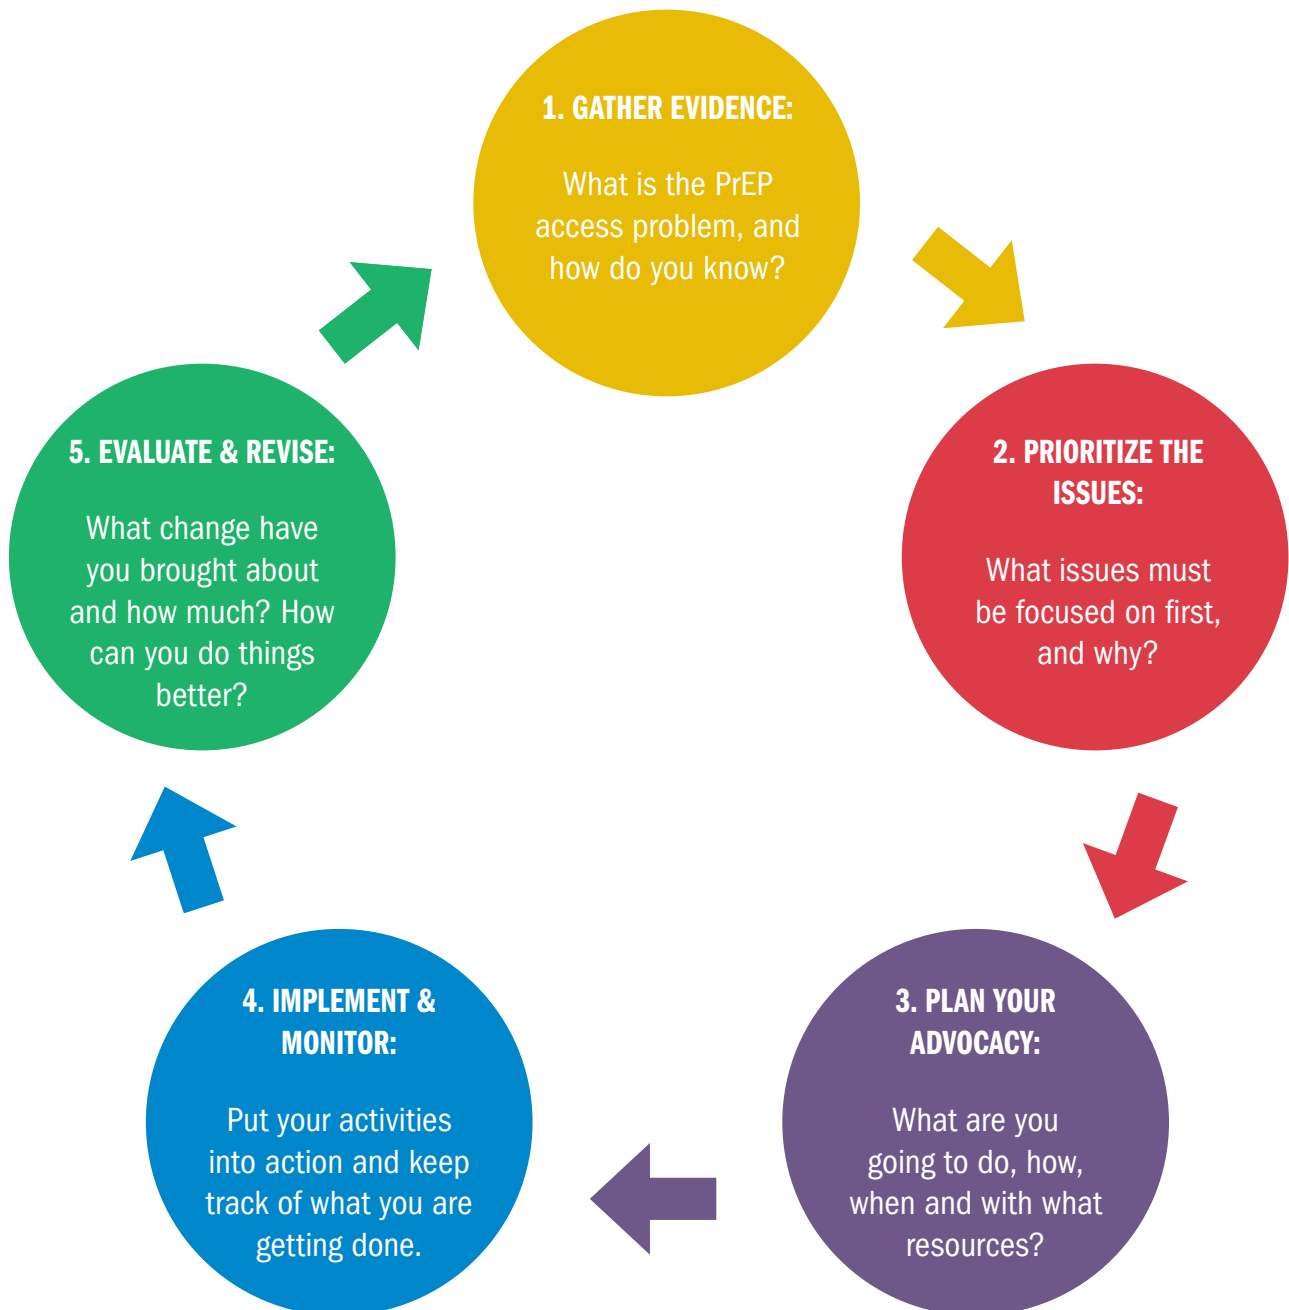 1. GATHER EVIDENCE:
What is the PrEP
access problem, and
how do you know?
2. PRIORITIZE THE
ISSUES:
What issues must
be focused on first,
and why?
3. PLAN YOUR
ADVOCACY:
What are you
going to do, how,
when and with what
resources?
4. IMPLEMENT &
MONITOR:
Put your activities
into action and keep
track of what you are
getting done.
5. EVALUATE & REVISE:
What change have
you brought about
and how much? How
can you do things
better?